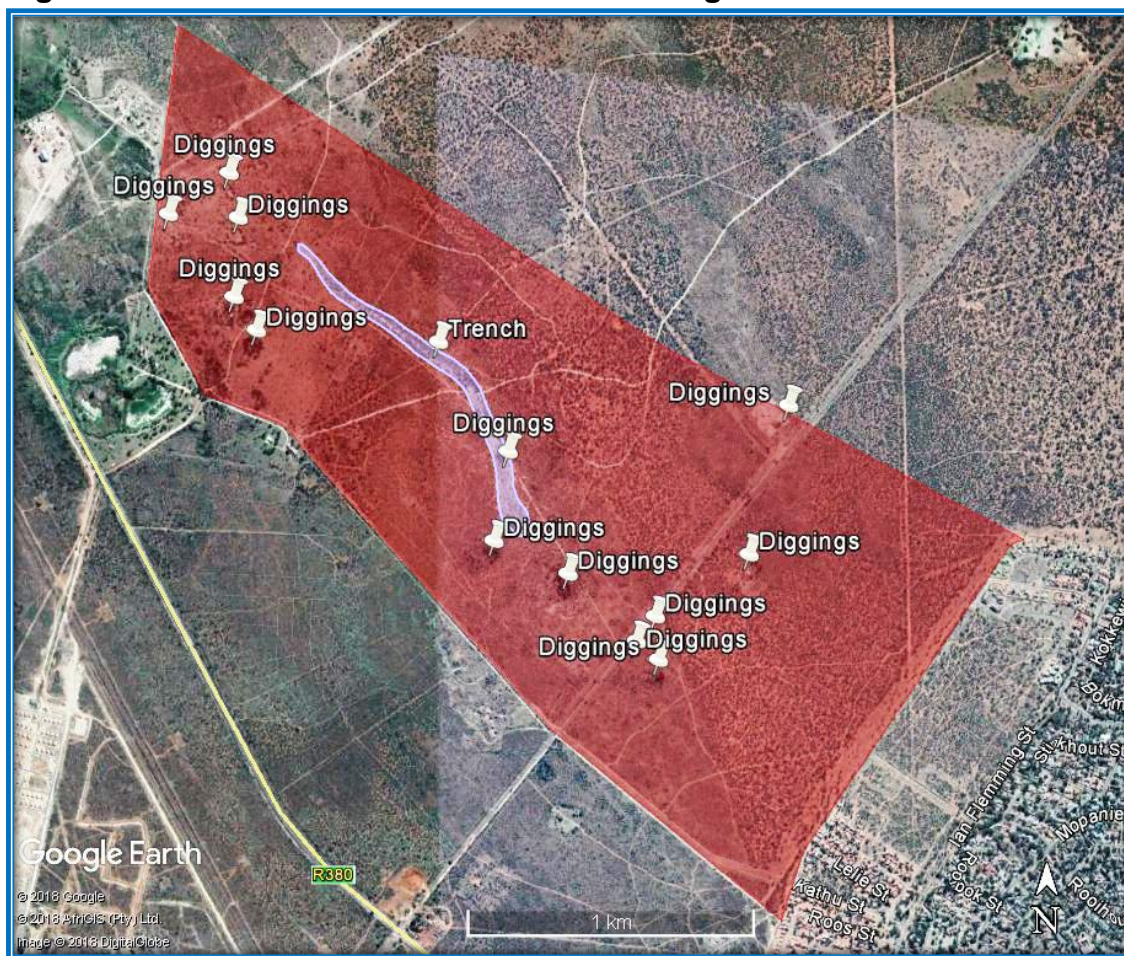 Diggings
Diggings
Diggings
Diggings
Diggings
Trench
Diggings
Diggings
Diggings
Diggings
Diggings
Diggings
Diggings
Diggings
Ian Flemming St
Mopanie
Lelie St
Kathu St
Roos St
Google Earth
R380
© 2018 Google
© 2018 AfriGIS (Pty) Ltd.
Image © 2018 DigitalGlobe
1 km
N